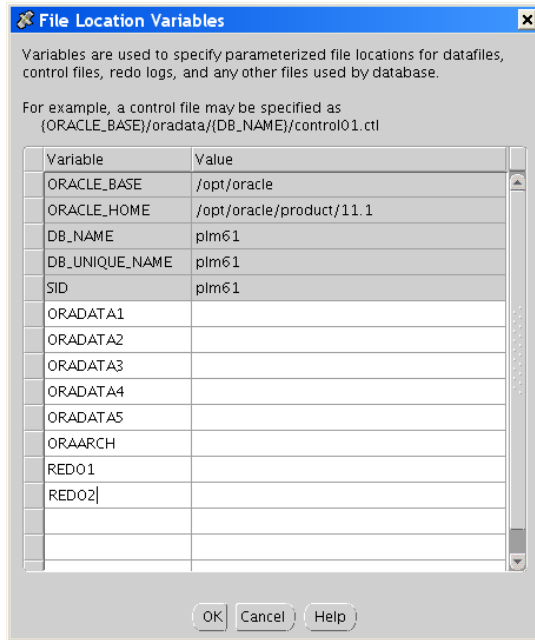 File Location Variables
Variables are used to specify parameterized file locations for datafiles,
control files, redo logs, and any other files used by database.
For example, a control file may be specified as
{ORACLE_BASE}/oradata/{DB_NAME}/control01.ctl
Variable Value
ORACLE_BASE /opt/oracle
ORACLE_HOME /opt/oracle/product/11.1
DB_NAME plm61
DB_UNIQUE_NAME plm61
SID plm61
ORADATA1
ORADATA2
ORADATA3
ORADATA4
ORADATA5
ORAARCH
REDO1
REDO2
OK Cancel Help